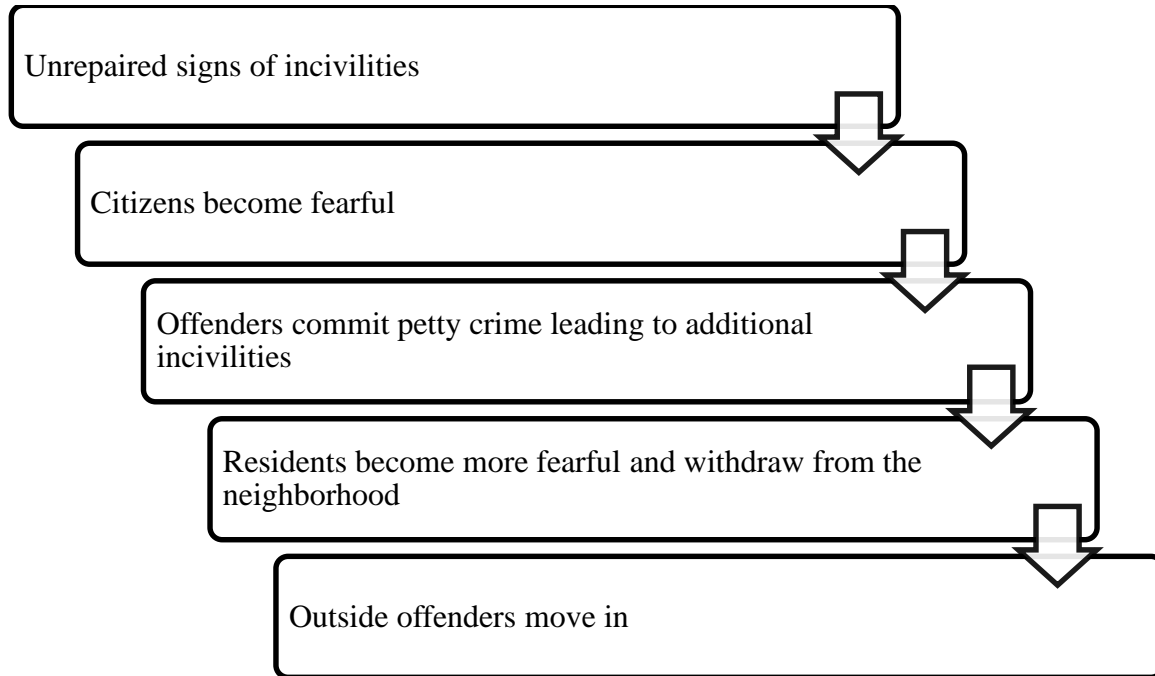 Unrepaired signs of incivilities
Citizens become fearful
Offenders commit petty crime leading to additional
incivilities
Residents become more fearful and withdraw from the
neighborhood
Outside offenders move in